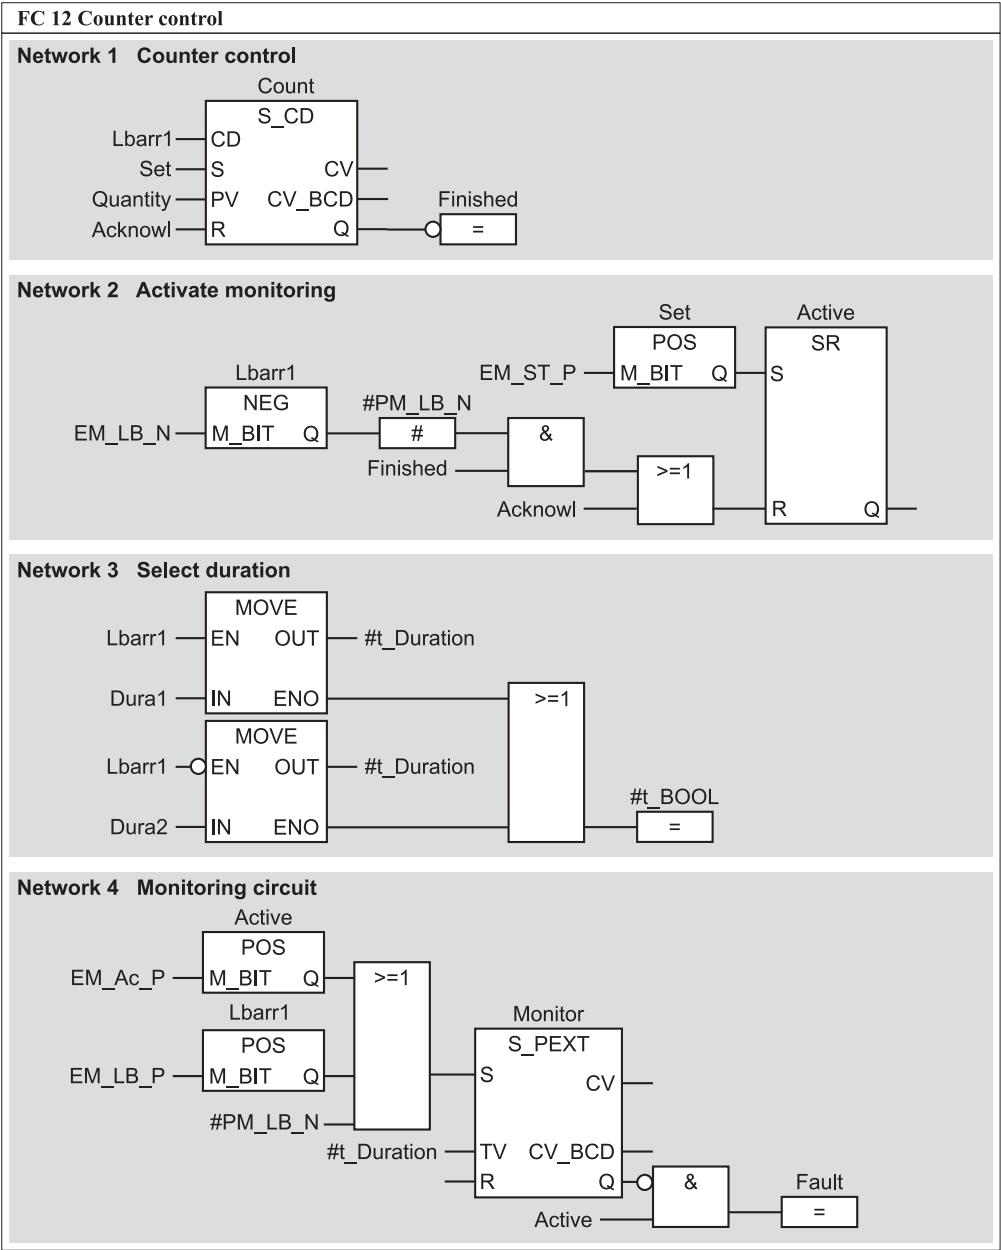 FC 12 Counter control
Network 1 Counter control
Count
S_CD
Lbarr1 CD
Set S CV
Quantity PV CV_BCD Finished
Acknowl R Q =
Network 2 Activate monitoring
Set Active
POS SR
EM_ST_P M_BIT Q S
Lbarr1
NEG #PM_LB_N
EM_LB_N M_BIT Q # &
Finished >=1
Acknowl R Q
Network 3 Select duration
MOVE
Lbarr1 EN OUT #t_Duration
Dura1 IN ENO >=1
MOVE
Lbarr1 EN OUT #t_Duration
#t_BOOL
Dura2 IN ENO =
Network 4 Monitoring circuit
Active
POS
EM_Ac_P M_BIT Q >=1
Lbarr1 Monitor
POS S_PEXT
EM_LB_P M_BIT Q S CV
#PM_LB_N
#t_Duration TV CV_BCD
R Q & Fault
Active =